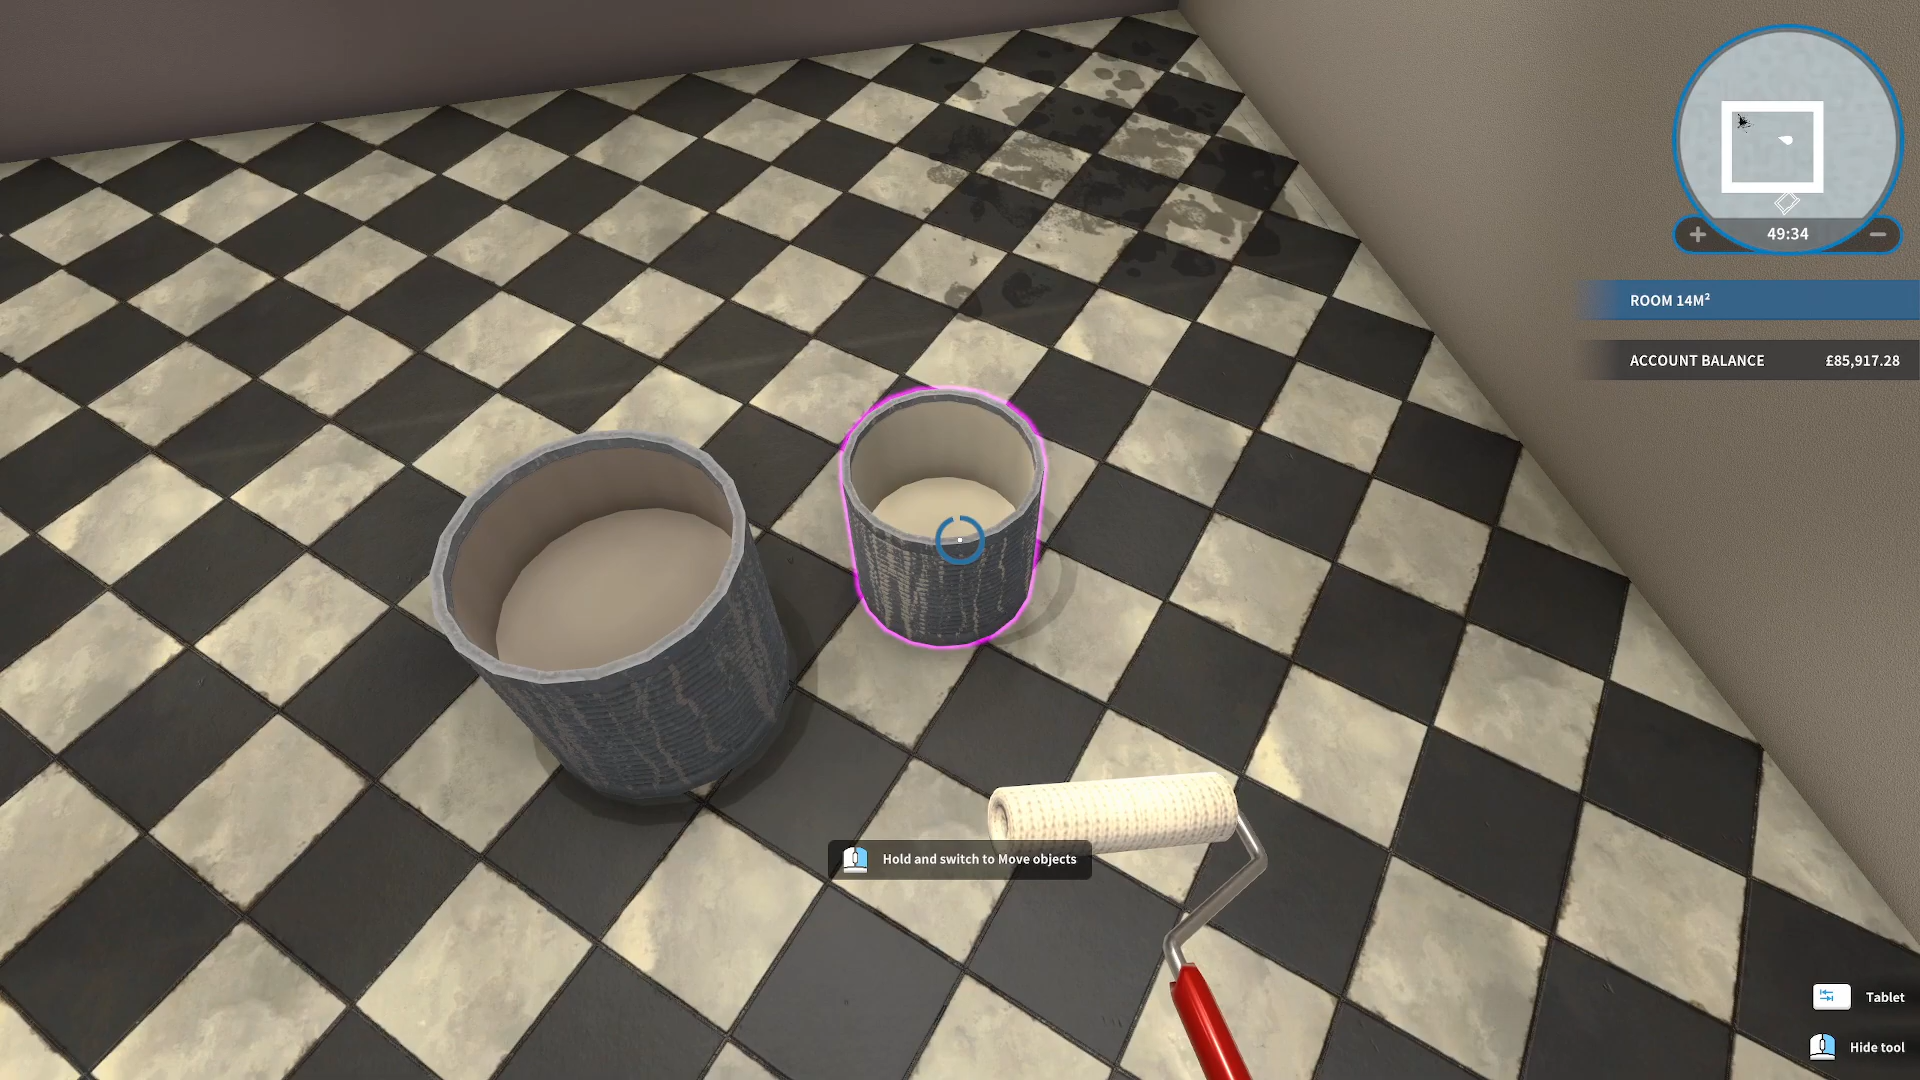 49:34
ROOM 14M²
ACCOUNT BALANCE £85,917.28
Hold and switch to Move objects
Tablet
Hide tool